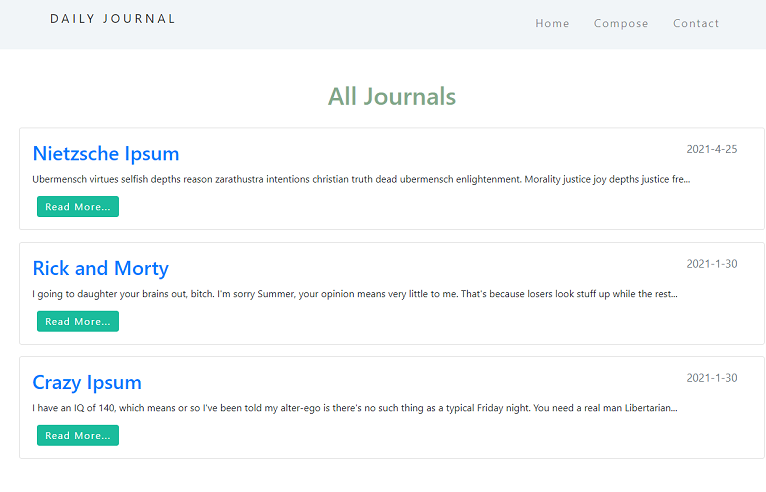 DAILY JOURNAL
Home Compose Contact
All Journals
Nietzsche Ipsum 2021-4-25
Ubermensch virtues selfish depths reason zarathustra intentions christian truth dead ubermensch enlightenment. Morality justice joy depths justice fre...
Read More...
Rick and Morty 2021-1-30
I going to daughter your brains out, bitch. I'm sorry Summer, your opinion means very little to me. That's because losers look stuff up while the rest...
Read More...
Crazy Ipsum 2021-1-30
I have an IQ of 140, which means or so I've been told my alter-ego is there's no such thing as a typical Friday night. You need a real man Libertarian...
Read More...